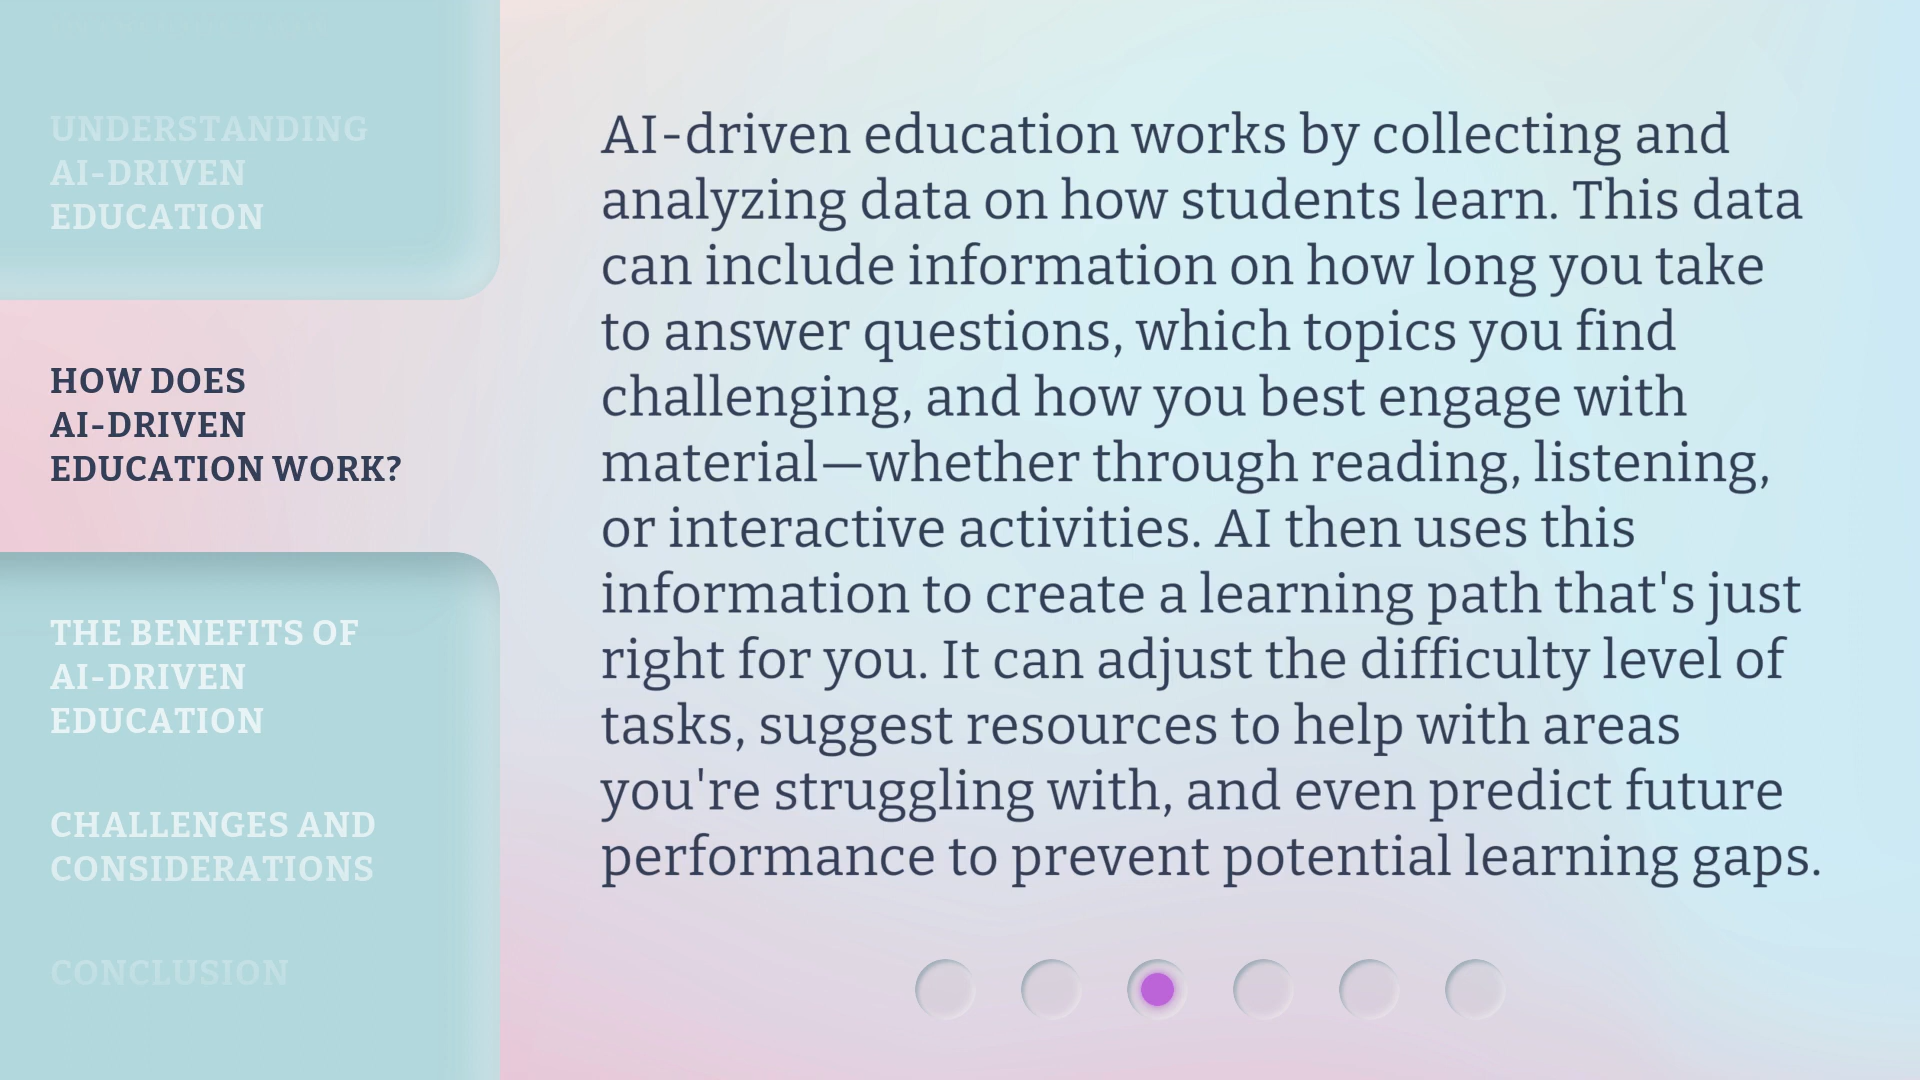 UNDERSTANDING
AI-DRIVEN
EDUCATION
HOW DOES
AI-DRIVEN
EDUCATION WORK?
THE BENEFITS OF
AI-DRIVEN
EDUCATION
CHALLENGES AND
CONSIDERATIONS
CONCLUSION
AI-driven education works by collecting and
analyzing data on how students learn. This data
can include information on how long you take
to answer questions, which topics you find
challenging, and how you best engage with
material—whether through reading, listening,
or interactive activities. AI then uses this
information to create a learning path that's just
right for you. It can adjust the difficulty level of
tasks, suggest resources to help with areas
you're struggling with, and even predict future
performance to prevent potential learning gaps.